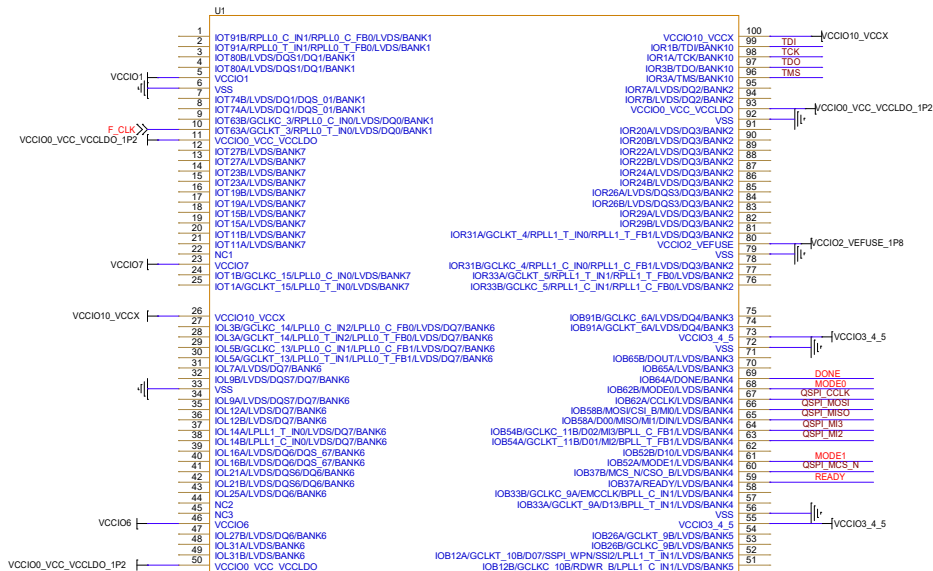 U1
1 IOT91B/RPLL0_C_IN1/RPLL0_C_FB0/LVDS/BANK1
2 IOT91A/RPLL0_T_IN1/RPLL0_T_FB0/LVDS/BANK1
3 IOT80B/LVDS/DQS1/DQ1/BANK1
4 IOT80A/LVDS/DQS1/DQ1/BANK1
VCCIO1 5 VCCIO1
6 VSS
7 IOT74B/LVDS/DQ1/DQS_01/BANK1
8 IOT74A/LVDS/DQ1/DQS_01/BANK1
9 IOT63B/GCLKC_3/RPLL0_C_IN0/LVDS/DQ0/BANK1
F_CLK 10 IOT63A/GCLKT_3/RPLL0_T_IN0/LVDS/DQ0/BANK1
VCCIO0_VCC_VCCLDO_1P2 11 VCCIO0_VCC_VCCLDO
12 IOT27B/LVDS/BANK7
13 IOT27A/LVDS/BANK7
14 IOT23B/LVDS/BANK7
15 IOT23A/LVDS/BANK7
16 IOT19B/LVDS/BANK7
17 IOT19A/LVDS/BANK7
18 IOT15B/LVDS/BANK7
19 IOT15A/LVDS/BANK7
20 IOT11B/LVDS/BANK7
21 IOT11A/LVDS/BANK7
22 NC1
VCCIO7 23 VCCIO7
24 IOT1B/GCLKC_15/LPLL0_C_IN0/LVDS/BANK7
25 IOT1A/GCLKT_15/LPLL0_T_IN0/LVDS/BANK7
VCCIO10_VCCX 26 VCCIO10_VCCX
27 IOL3B/GCLKC_14/LPLL0_C_IN2/LPLL0_C_FB0/LVDS/DQ7/BANK6
28 IOL3A/GCLKT_14/LPLL0_T_IN2/LPLL0_T_FB0/LVDS/DQ7/BANK6
29 IOL5B/GCLKC_13/LPLL0_C_IN1/LPLL0_C_FB1/LVDS/DQ7/BANK6
30 IOL5A/GCLKT_13/LPLL0_T_IN1/LPLL0_T_FB1/LVDS/DQ7/BANK6
31 IOL7A/LVDS/DQ7/BANK6
32 IOL9B/LVDS/DQS7/DQ7/BANK6
33 VSS
34 IOL9A/LVDS/DQS7/DQ7/BANK6
35 IOL12A/LVDS/DQ7/BANK6
36 IOL12B/LVDS/DQ7/BANK6
37 IOL14A/LPLL1_T_IN0/LVDS/DQ7/BANK6
38 IOL14B/LPLL1_C_IN0/LVDS/DQ7/BANK6
39 IOL16A/LVDS/DQ6/DQS_67/BANK6
40 IOL16B/LVDS/DQ6/DQS_67/BANK6
41 IOL21A/LVDS/DQS6/DQ6/BANK6
42 IOL21B/LVDS/DQS6/DQ6/BANK6
43 IOL25A/LVDS/DQ6/BANK6
44 NC2
45 NC3
VCCIO6 46 VCCIO6
47 IOL27B/LVDS/DQ6/BANK6
48 IOL31A/LVDS/BANK6
49 IOL31B/LVDS/BANK6
VCCIO0_VCC_VCCLDO_1P2 50 VCCIO0_VCC_VCCLDO
VCCIO10_VCCX 100 VCCIO10_VCCX
IOR1B/TDI/BANK10 99 TDI
IOR1A/TCK/BANK10 98 TCK
IOR3B/TDO/BANK10 97 TDO
IOR3A/TMS/BANK10 96 TMS
IOR7A/LVDS/DQ2/BANK2 95
IOR7B/LVDS/DQ2/BANK2 94
VCCIO0_VCC_VCCLDO 93 VCCIO0_VCC_VCCLDO_1P2
VSS 92
IOR20A/LVDS/DQ3/BANK2 91
IOR20B/LVDS/DQ3/BANK2 90
IOR22A/LVDS/DQ3/BANK2 89
IOR22B/LVDS/DQ3/BANK2 88
IOR24A/LVDS/DQ3/BANK2 87
IOR24B/LVDS/DQ3/BANK2 86
IOR26A/LVDS/DQS3/DQ3/BANK2 85
IOR26B/LVDS/DQS3/DQ3/BANK2 84
IOR29A/LVDS/DQ3/BANK2 83
IOR29B/LVDS/DQ3/BANK2 82
IOR31A/GCLKT_4/RPLL1_T_IN0/RPLL1_T_FB1/LVDS/DQ3/BANK2 81
VCCIO2_VEFUSE 80 VCCIO2_VEFUSE_1P8
VSS 79
IOR31B/GCLKC_4/RPLL1_C_IN0/RPLL1_C_FB1/LVDS/DQ3/BANK2 78
IOR33A/GCLKT_5/RPLL1_T_IN1/RPLL1_T_FB0/LVDS/BANK2 77
IOR33B/GCLKC_5/RPLL1_C_IN1/RPLL1_C_FB0/LVDS/BANK2 76
IOB91B/GCLKC_6A/LVDS/DQ4/BANK3 75
IOB91A/GCLKT_6A/LVDS/DQ4/BANK3 74
VCCIO3_4_5 73 VCCIO3_4_5
VSS 72
IOB65B/DOUT/LVDS/BANK3 71
IOB65A/LVDS/BANK3 70
IOB64A/DONE/BANK4 69 DONE
IOB62B/MODE0/LVDS/BANK4 68 MODE0
IOB62A/CCLK/LVDS/BANK4 67 QSPI_CCLK
IOB58B/MOSI/CSI_B/MI0/LVDS/BANK4 66 QSPI_MOSI
IOB58A/D00/MISO/MI1/DIN/LVDS/BANK4 65 QSPI_MISO
IOB54B/GCLKC_11B/D02/MI3/BPLL_C_FB1/LVDS/BANK4 64 QSPI_MI3
IOB54A/GCLKT_11B/D01/MI2/BPLL_T_FB1/LVDS/BANK4 63 QSPI_MI2
IOB52B/D10/LVDS/BANK4 62
IOB52A/MODE1/LVDS/BANK4 61 MODE1
IOB37B/MCS_N/CSO_B/LVDS/BANK4 60 QSPI_MCS_N
IOB37A/READY/LVDS/BANK4 59 READY
IOB33B/GCLKC_9A/EMCCLK/BPLL_C_IN1/LVDS/BANK4 58
IOB33A/GCLKT_9A/D13/BPLL_T_IN1/LVDS/BANK4 57
VSS 56
VCCIO3_4_5 55 VCCIO3_4_5
IOB26A/GCLKT_9B/LVDS/BANK5 54
IOB26B/GCLKC_9B/LVDS/BANK5 53
IOB12A/GCLKT_10B/D07/SSPI_WPN/SSI2/LPLL1_T_IN1/LVDS/BANK5 52
IOB12B/GCLKC_10B/RDWR_B/LPLL1_C_IN1/LVDS/BANK5 51